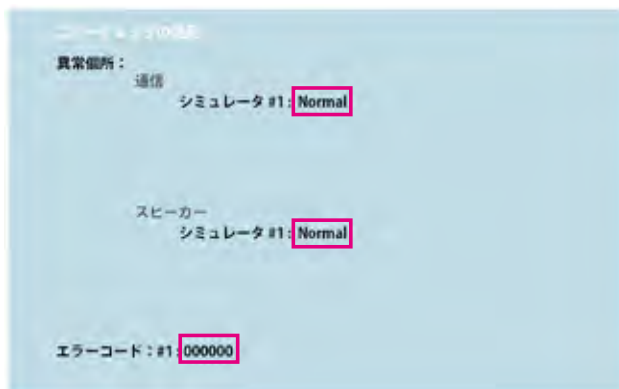 異常個所：
通信
シミュレータ #1: Normal
スピーカー
シミュレータ #1: Normal
エラーコード：#1:000000